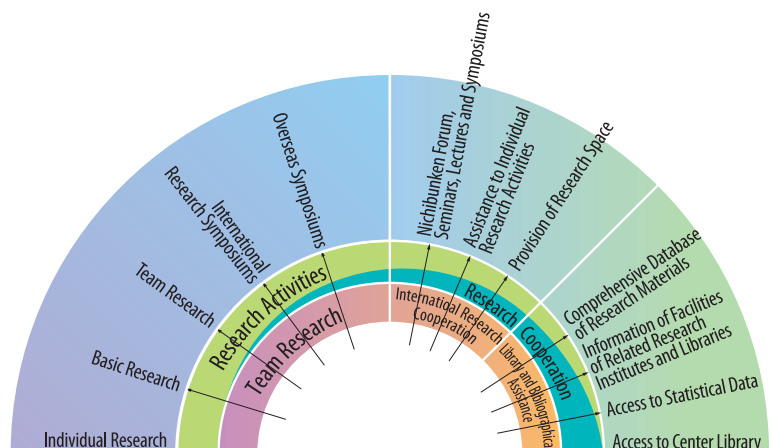 Nichibunken Forum,
Seminars, Lectures and Symposiums
Assistance to Individual
Research Activities
Provision of Research Space
Overseas Symposiums
International
Research Symposiums
Team Research
Basic Research
Individual Research
Research Activities
Team Research
Research
Cooperation
International Research
Cooperation
Library and Bibliographical
Assistance
Comprehensive Database
of Research Materials
Information of Facilities
of Related Research
Institutes and Libraries
Access to Statistical Data
Access to Center Library